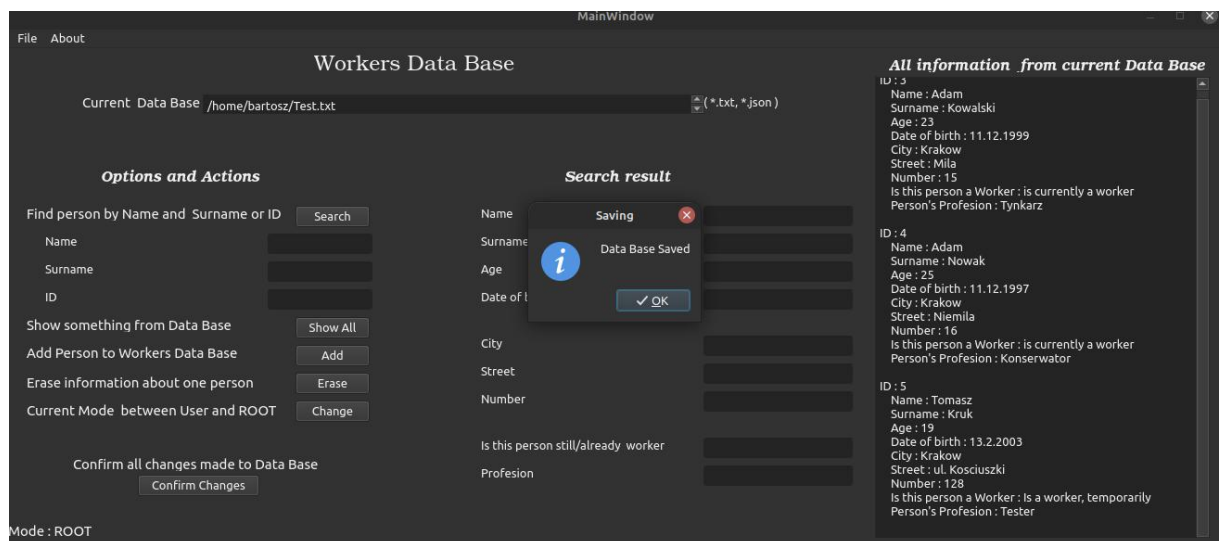 MainWindow
File About
Workers Data Base
Current Data Base /home/bartosz/Test.txt ( *.txt, *.json )
Options and Actions
Find person by Name and Surname or ID Search
Name
Surname
ID
Show something from Data Base Show All
Add Person to Workers Data Base Add
Erase information about one person Erase
Current Mode between User and ROOT Change
Confirm all changes made to Data Base
Confirm Changes
Mode : ROOT
Search result
Name
Surname
Age
Date of
City
Street
Number
Is this person still/already worker
Profesion
Saving
Data Base Saved
OK
All information from current Data Base
ID : 3
Name : Adam
Surname : Kowalski
Age : 23
Date of birth : 11.12.1999
City : Krakow
Street : Mila
Number : 15
Is this person a Worker : is currently a worker
Person's Profesion : Tynkarz
ID : 4
Name : Adam
Surname : Nowak
Age : 25
Date of birth : 11.12.1997
City : Krakow
Street : Niemila
Number : 16
Is this person a Worker : is currently a worker
Person's Profesion : Konserwator
ID : 5
Name : Tomasz
Surname : Kruk
Age : 19
Date of birth : 13.2.2003
City : Krakow
Street : ul. Kosciuszki
Number : 128
Is this person a Worker : Is a worker, temporarily
Person's Profesion : Tester